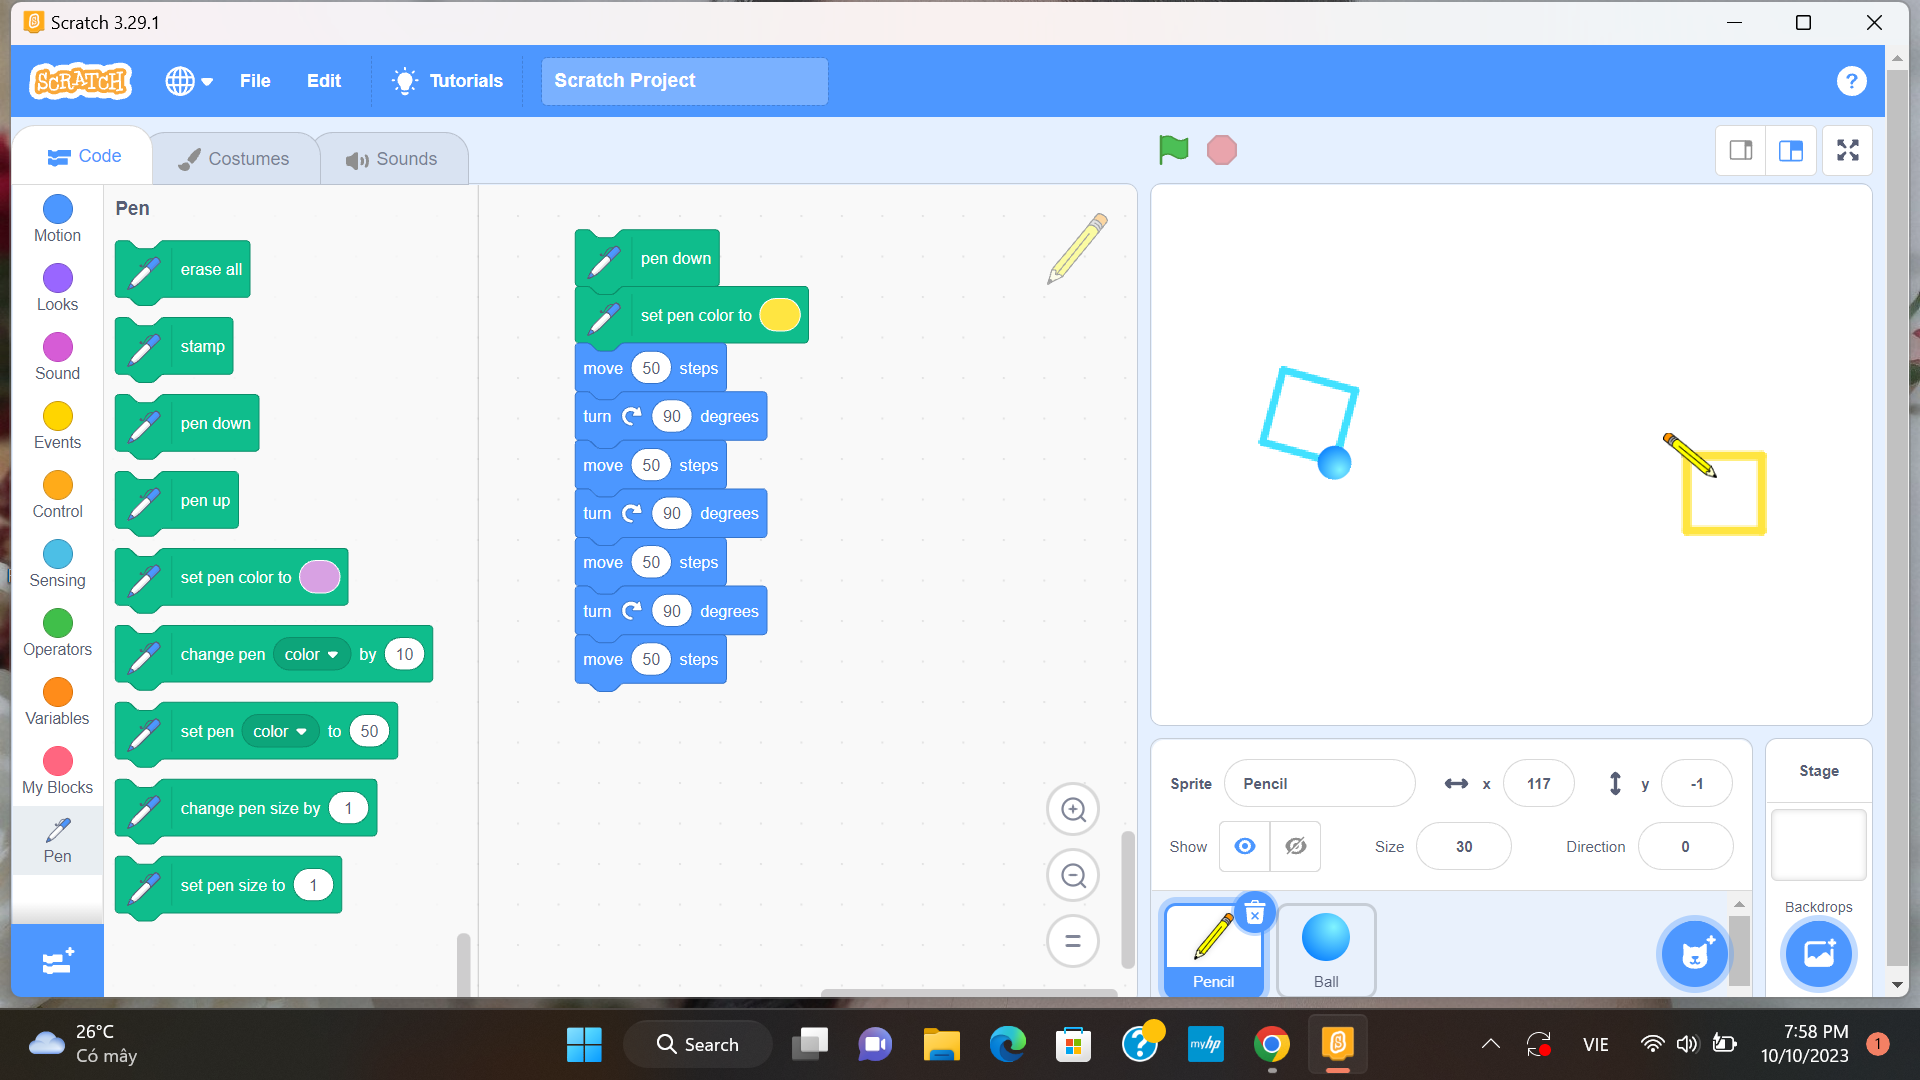 Scratch 3.29.1
SCRATCH
File
Edit
Tutorials
Scratch Project
?
Code
Costumes
Sounds
Motion
Looks
Sound
Events
Control
Sensing
Operators
Variables
My Blocks
Pen
Pen
erase all
stamp
pen down
pen up
set pen color to
change pen color by 10
set pen color to 50
change pen size by 1
set pen size to 1
pen down
set pen color to
move 50 steps
turn 90 degrees
move 50 steps
turn 90 degrees
move 50 steps
turn 90 degrees
move 50 steps
Sprite Pencil x 117 y -1
Show Size 30 Direction 0
Pencil
Ball
Stage
Backdrops
26°C
Có mây
Search
myhp
VIE
7:58 PM
10/10/2023
1